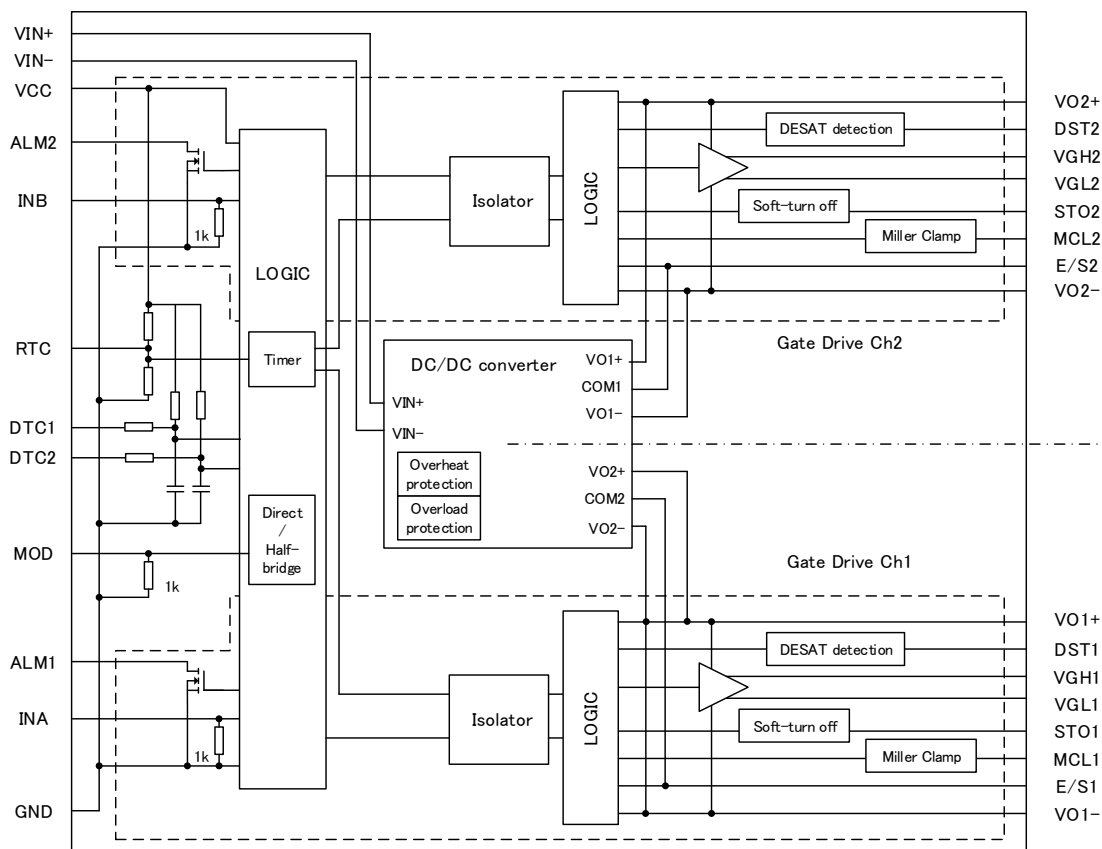 VIN+
VIN-
VCC
ALM2
INB
RTC
DTC1
DTC2
MOD
ALM1
INA
GND
1k
1k
1k
LOGIC
Timer
Direct
/
Half-
bridge
Isolator
LOGIC
DESAT detection
Soft-turn off
Miller Clamp
VO2+
DST2
VGH2
VGL2
STO2
MCL2
E/S2
VO2-
Gate Drive Ch2
DC/DC converter
VIN+
VIN-
VO1+
COM1
VO1-
Overheat
protection
Overload
protection
VO2+
COM2
VO2-
Gate Drive Ch1
Isolator
LOGIC
DESAT detection
Soft-turn off
Miller Clamp
VO1+
DST1
VGH1
VGL1
STO1
MCL1
E/S1
VO1-